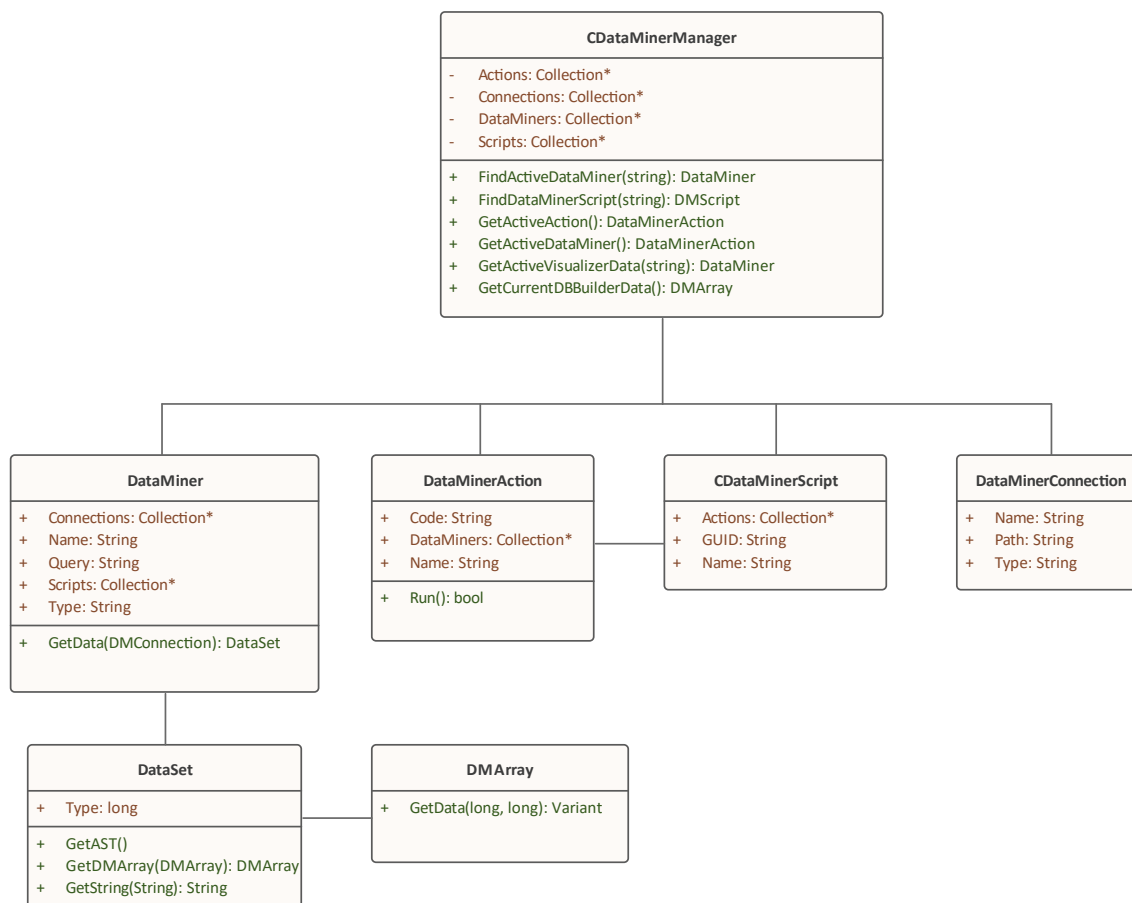 CDataMinerManager
- Actions: Collection*
- Connections: Collection*
- DataMiners: Collection*
- Scripts: Collection*
+ FindActiveDataMiner(string): DataMiner
+ FindDataMinerScript(string): DMScript
+ GetActiveAction(): DataMinerAction
+ GetActiveDataMiner(): DataMinerAction
+ GetActiveVisualizerData(string): DataMiner
+ GetCurrentDBBuilderData(): DMArray
DataMiner
+ Connections: Collection*
+ Name: String
+ Query: String
+ Scripts: Collection*
+ Type: String
+ GetData(DMConnection): DataSet
DataMinerAction
+ Code: String
+ DataMiners: Collection*
+ Name: String
+ Run(): bool
CDataMinerScript
+ Actions: Collection*
+ GUID: String
+ Name: String
DataMinerConnection
+ Name: String
+ Path: String
+ Type: String
DataSet
+ Type: long
+ GetAST()
+ GetDMArray(DMArray): DMArray
+ GetString(String): String
DMArray
+ GetData(long, long): Variant